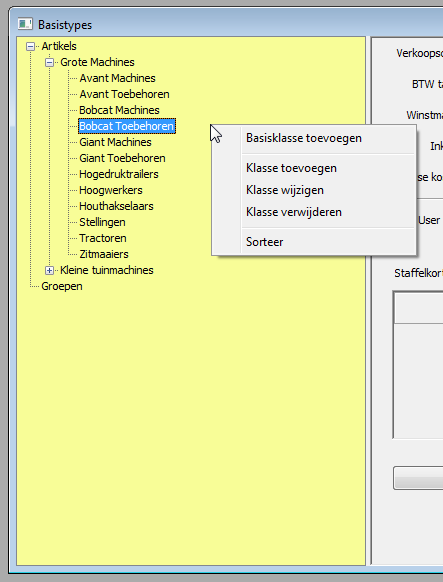 Basistypes
Artikels
Grote Machines
Avant Machines
Avant Toebehoren
Bobcat Machines
Bobcat Toebehoren
Giant Machines
Giant Toebehoren
Hogedruktrailers
Hoogwerkers
Houthakselaars
Stellingen
Tractoren
Zitmaaiers
Kleine tuinmachines
Groepen
Basisklasse toevoegen
Klasse toevoegen
Klasse wijzigen
Klasse verwijderen
Sorteer
Verkoopso
BTW ta
Winstma
Ink
se ko
User
Staffelkort